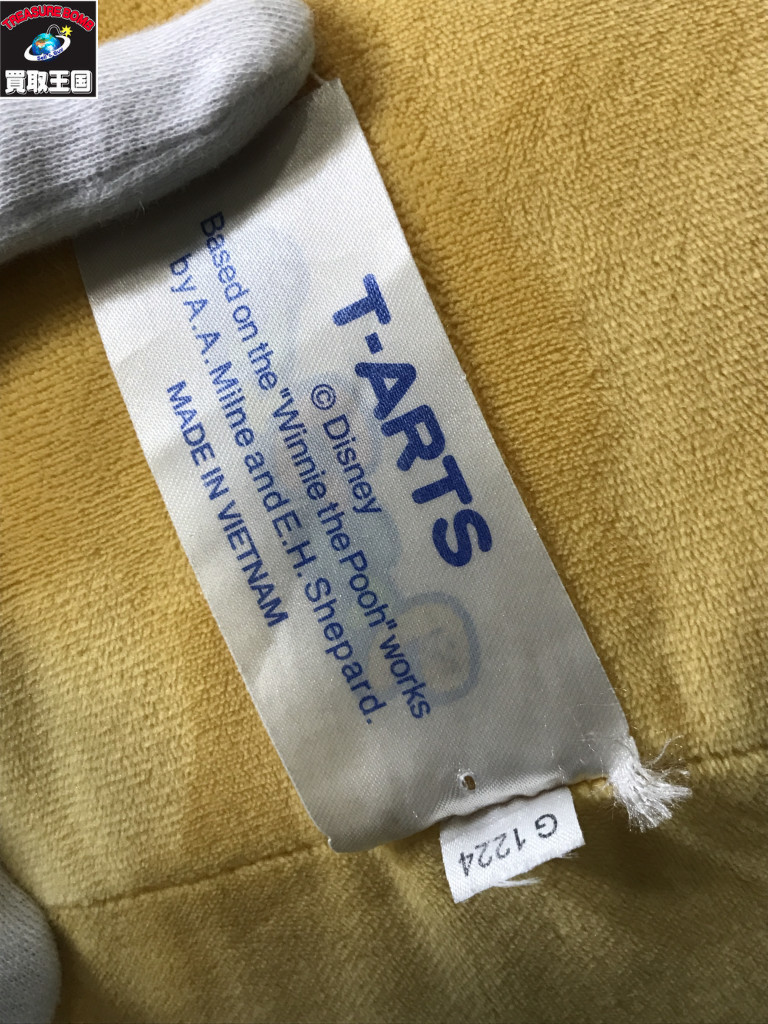 TREASURE BOMB
買取王国
T-ARTS
© Disney
Based on the "Winnie the Pooh" works
by A.A.Milne and E.H.Shepard.
MADE IN VIETNAM
G 1224